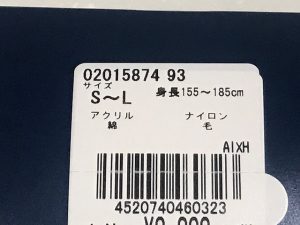 02015874 93
サイズ
S～L 身長155～185cm
アクリル ナイロン
綿 毛
AIXH
4520740460323